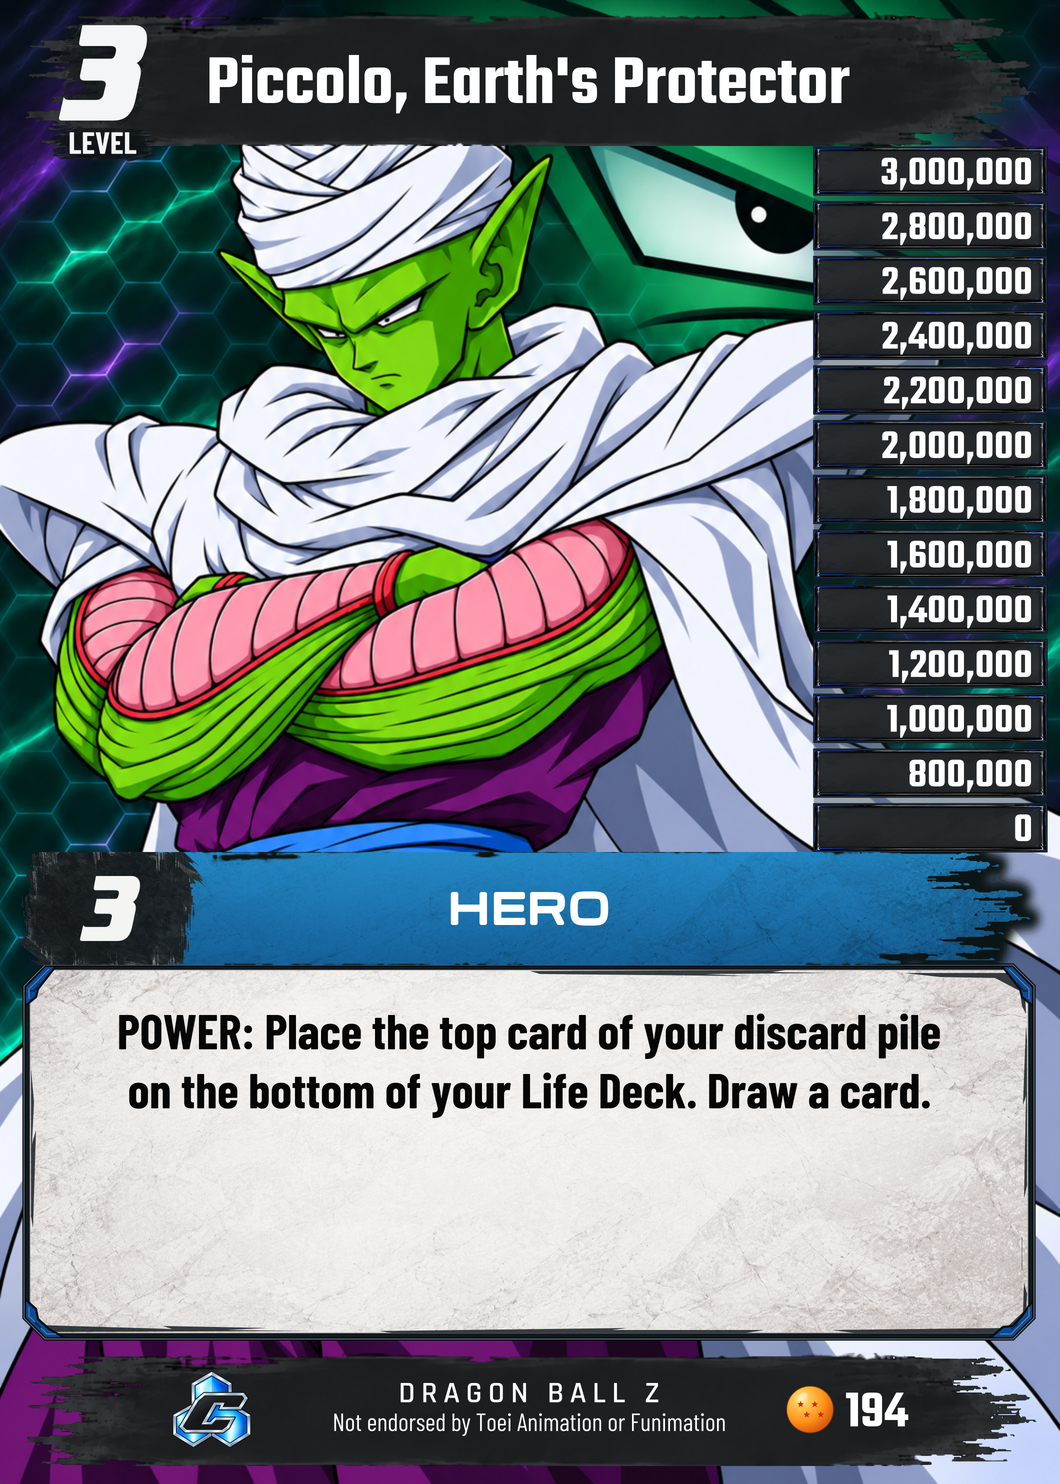 3
LEVEL
Piccolo, Earth's Protector
3,000,000
2,800,000
2,600,000
2,400,000
2,200,000
2,000,000
1,800,000
1,600,000
1,400,000
1,200,000
1,000,000
800,000
0
3
HERO
POWER: Place the top card of your discard pile
on the bottom of your Life Deck. Draw a card.
G
DRAGON BALL Z
Not endorsed by Toei Animation or Funimation
194